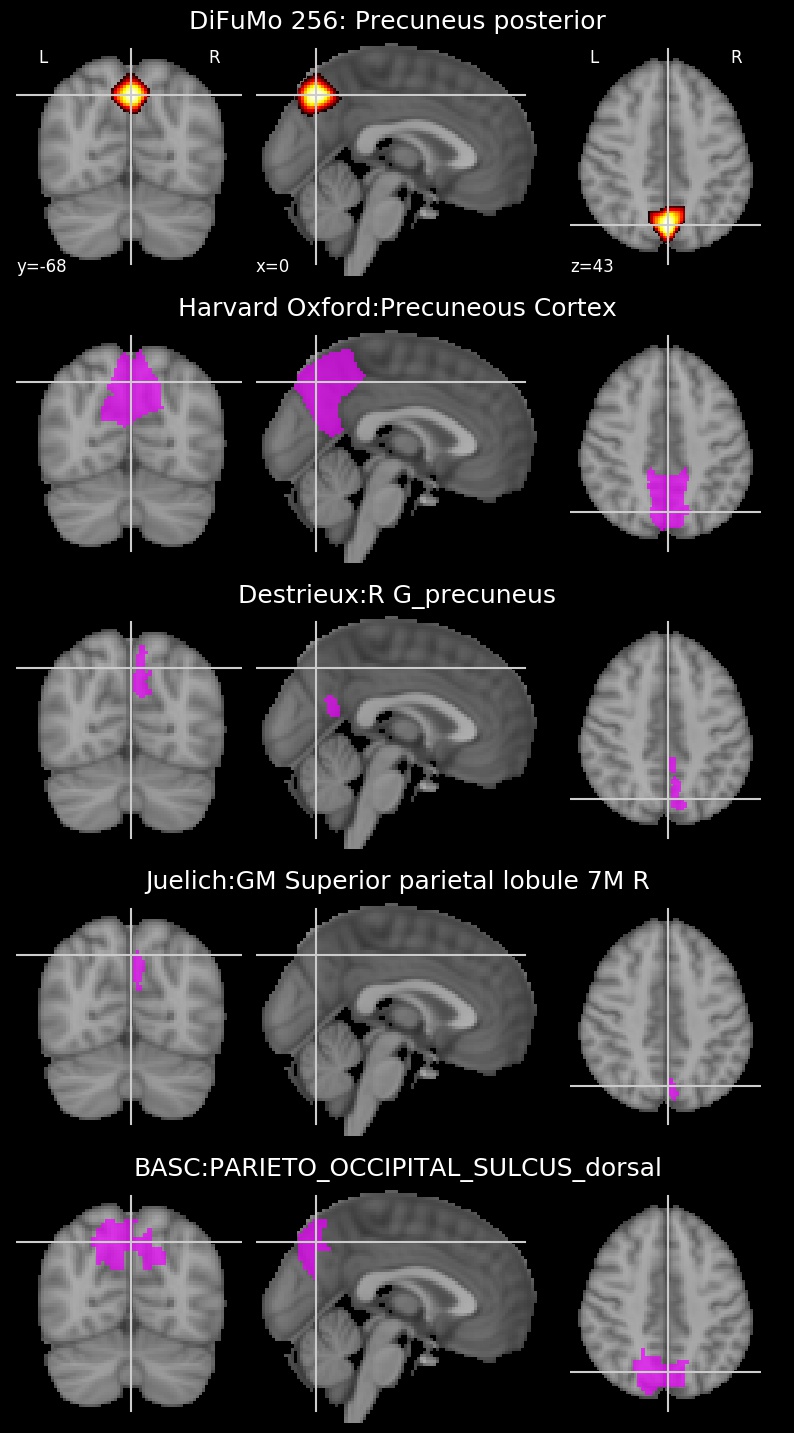 DiFuMo 256: Precuneus posterior
L R L R
y=-68 x=0 z=43
Harvard Oxford:Precuneous Cortex
Destrieux:R G_precuneus
Juelich:GM Superior parietal lobule 7M R
BASC:PARIETO_OCCIPITAL_SULCUS_dorsal